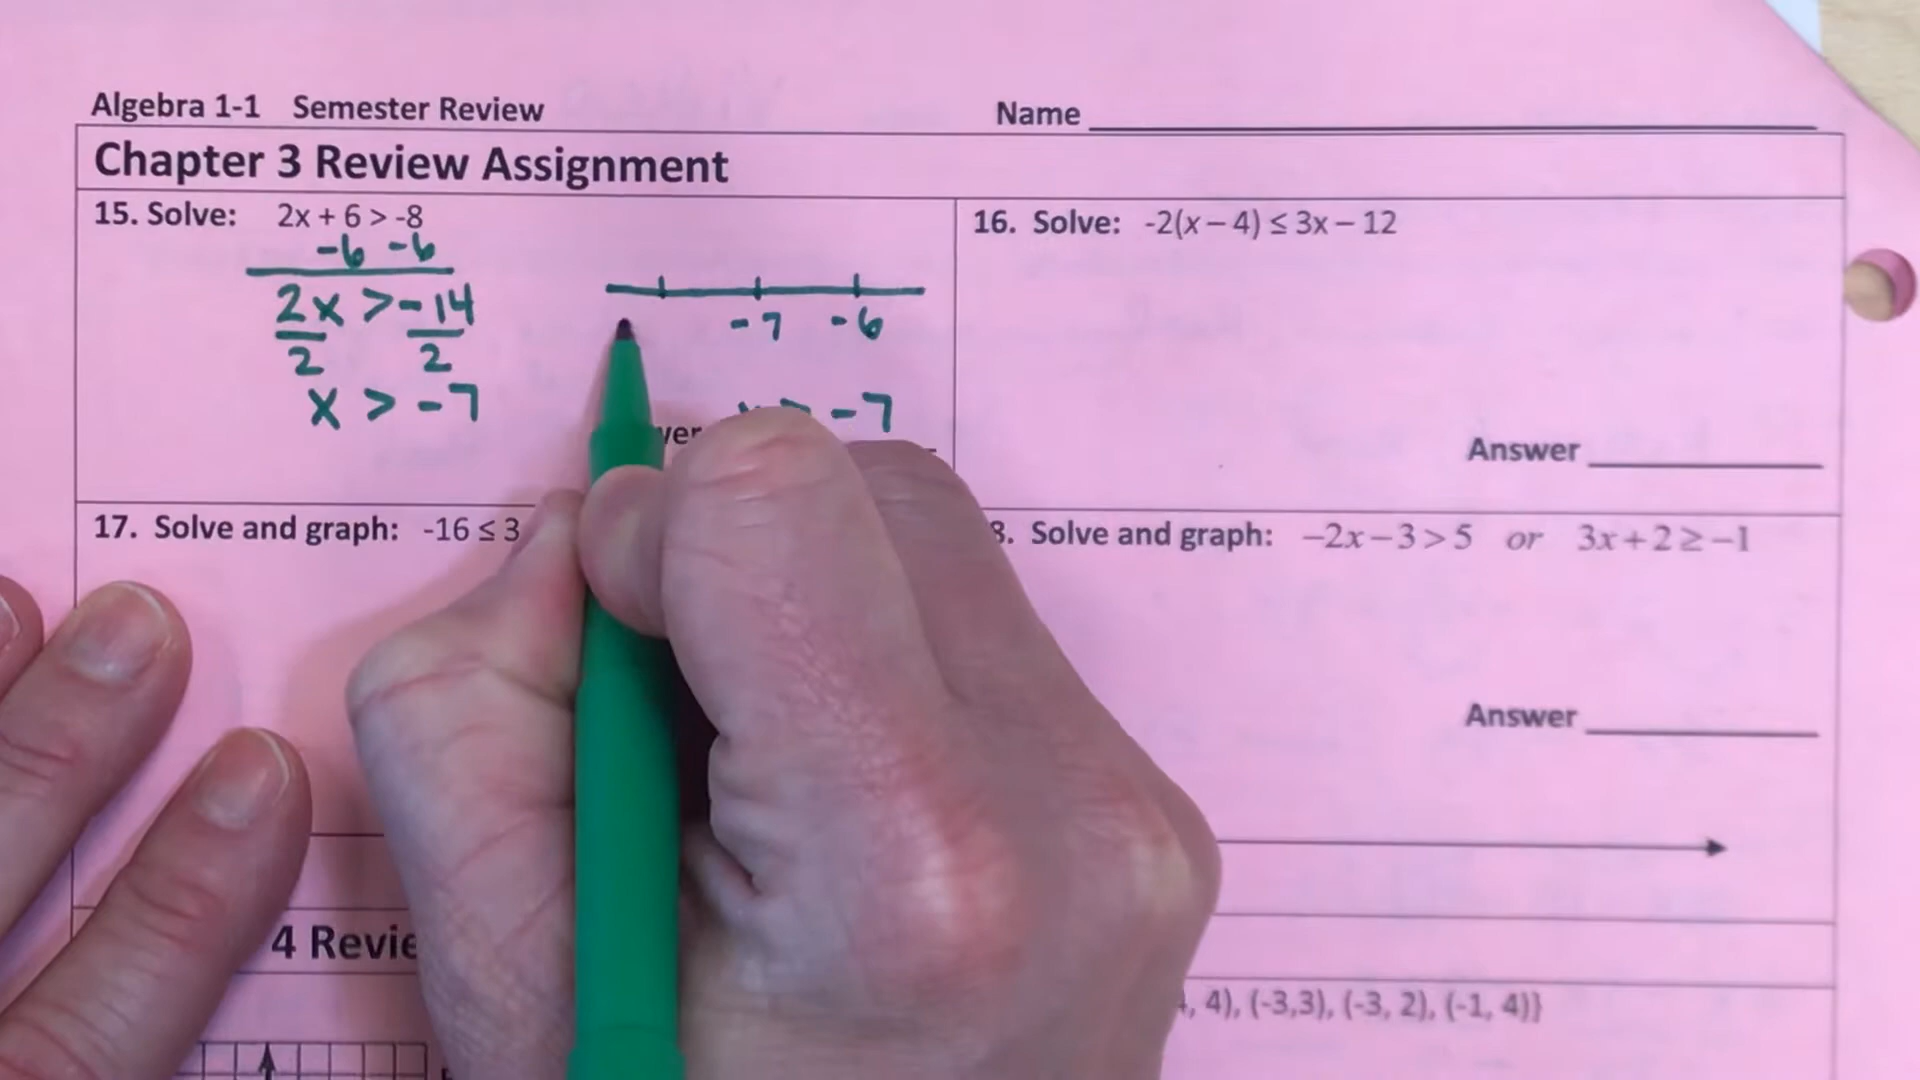 Algebra 1-1 Semester Review Name
Chapter 3 Review Assignment
15. Solve: 2x + 6 > -8
-6 -6
2x > -14
2 2
x > -7
-7 -6
> -7
16. Solve: -2(x – 4) ≤ 3x – 12
Answer
17. Solve and graph: -16 ≤ 3
8. Solve and graph: −2x − 3 > 5 or 3x + 2 ≥ −1
Answer
4
, 4), (-3,3), (-3, 2), (-1, 4)}